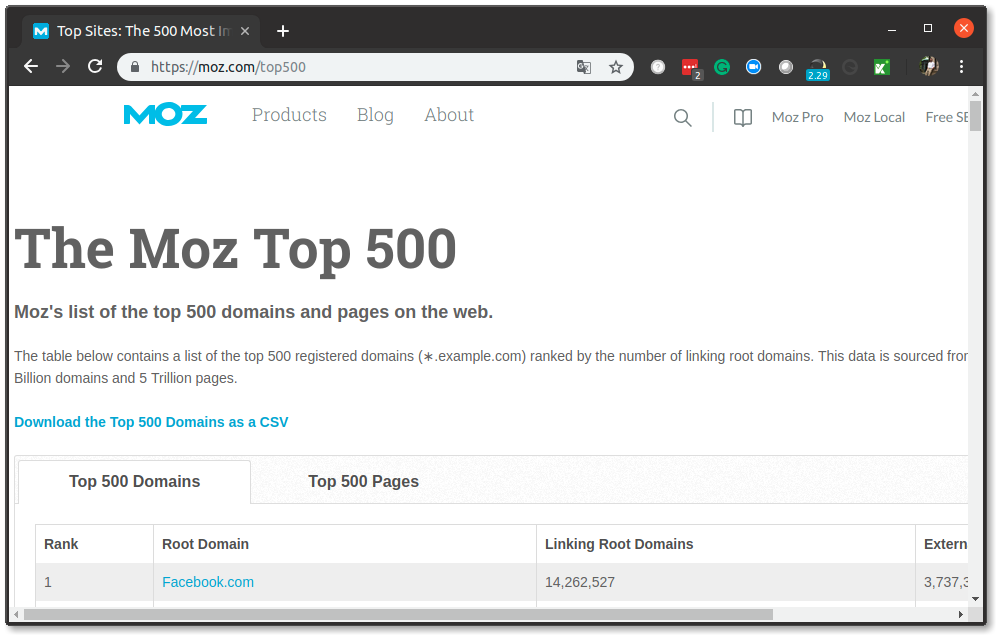 Top Sites: The 500 Most Im
https://moz.com/top500
2
2.29
MOZ Products Blog About Moz Pro Moz Local Free SE
The Moz Top 500
Moz's list of the top 500 domains and pages on the web.
The table below contains a list of the top 500 registered domains (∗.example.com) ranked by the number of linking root domains. This data is sourced from
Billion domains and 5 Trillion pages.
Download the Top 500 Domains as a CSV
Top 500 Domains Top 500 Pages
Rank Root Domain Linking Root Domains Extern
1 Facebook.com 14,262,527 3,737,3